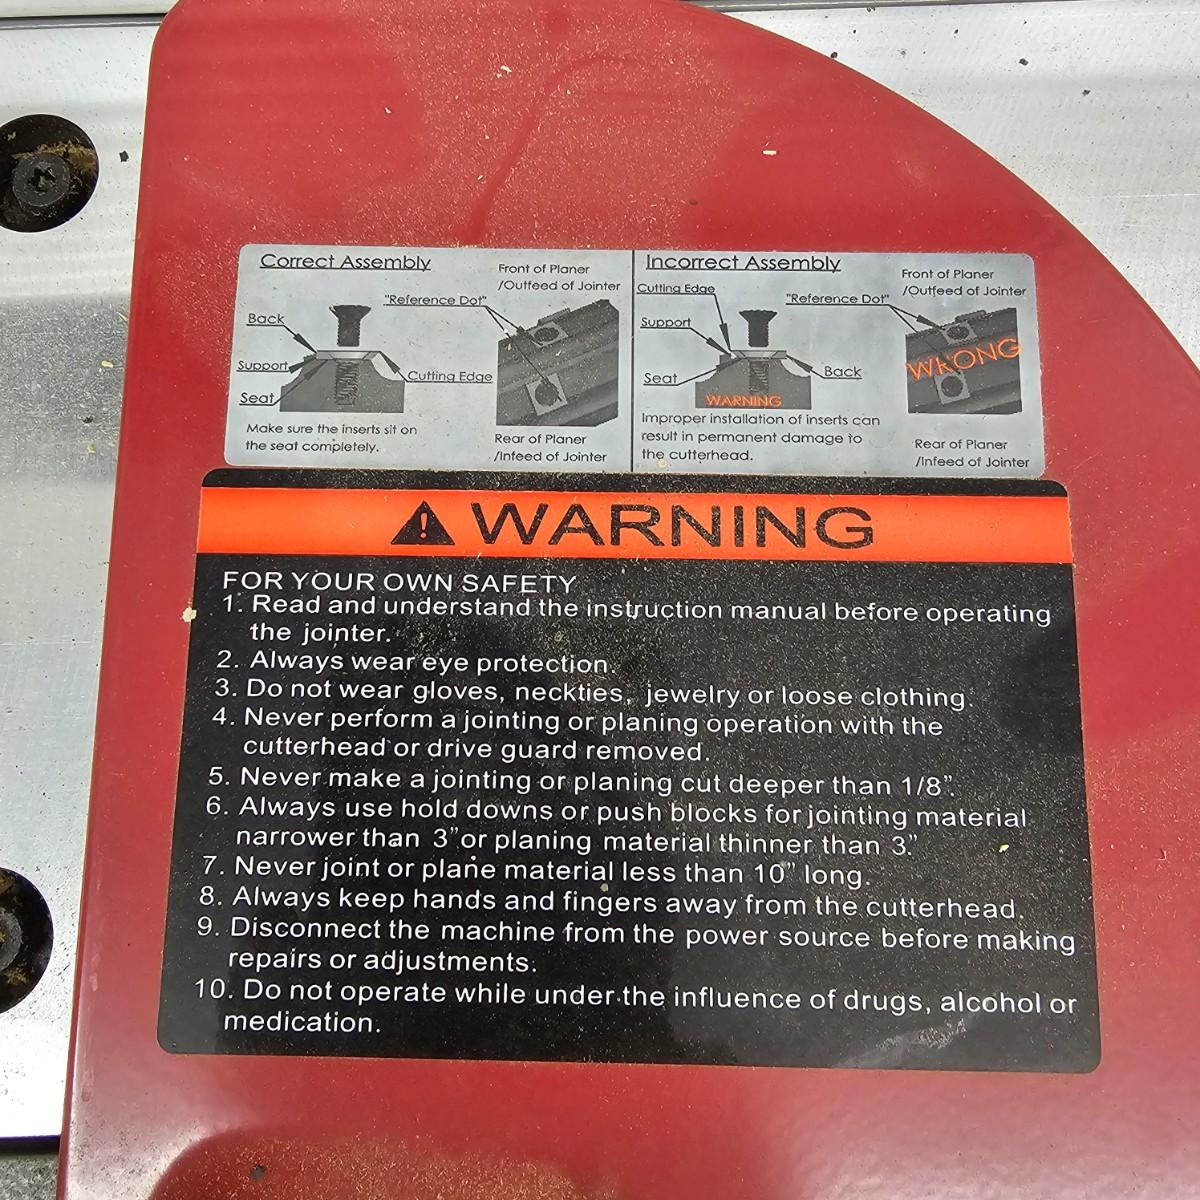 Correct Assembly
Front of Planer
/Outfeed of Jointer
"Reference Dot"
Back
Support
Cutting Edge
Seat
Make sure the inserts sit on
the seat completely.
Rear of Planer
/Infeed of Jointer
Incorrect Assembly
Front of Planer
/Outfeed of Jointer
Cutting Edge
"Reference Dot"
Support
WRONG
Seat
Back
WARNING
Improper installation of inserts can
result in permanent damage to
the cutterhead.
Rear of Planer
/Infeed of Jointer
WARNING
FOR YOUR OWN SAFETY
1. Read and understand the instruction manual before operating
the jointer.
2. Always wear eye protection.
3. Do not wear gloves, neckties, jewelry or loose clothing.
4. Never perform a jointing or planing operation with the
cutterhead or drive guard removed.
5. Never make a jointing or planing cut deeper than 1/8".
6. Always use hold downs or push blocks for jointing material
narrower than 3"or planing material thinner than 3."
7. Never joint or plane material less than 10" long.
8. Always keep hands and fingers away from the cutterhead.
9. Disconnect the machine from the power source before making
repairs or adjustments.
10. Do not operate while under the influence of drugs, alcohol or
medication.